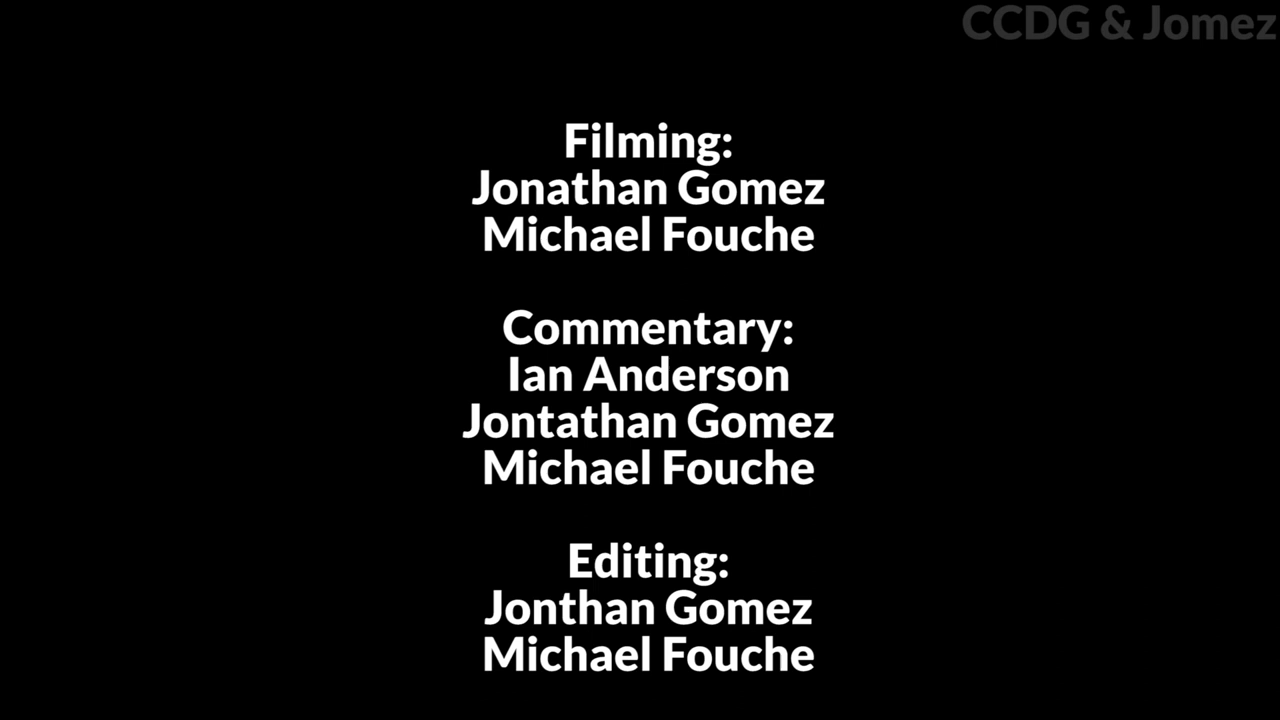 CCDG & Jomez
Filming:
Jonathan Gomez
Michael Fouche
Commentary:
Ian Anderson
Jontathan Gomez
Michael Fouche
Editing:
Jonthan Gomez
Michael Fouche